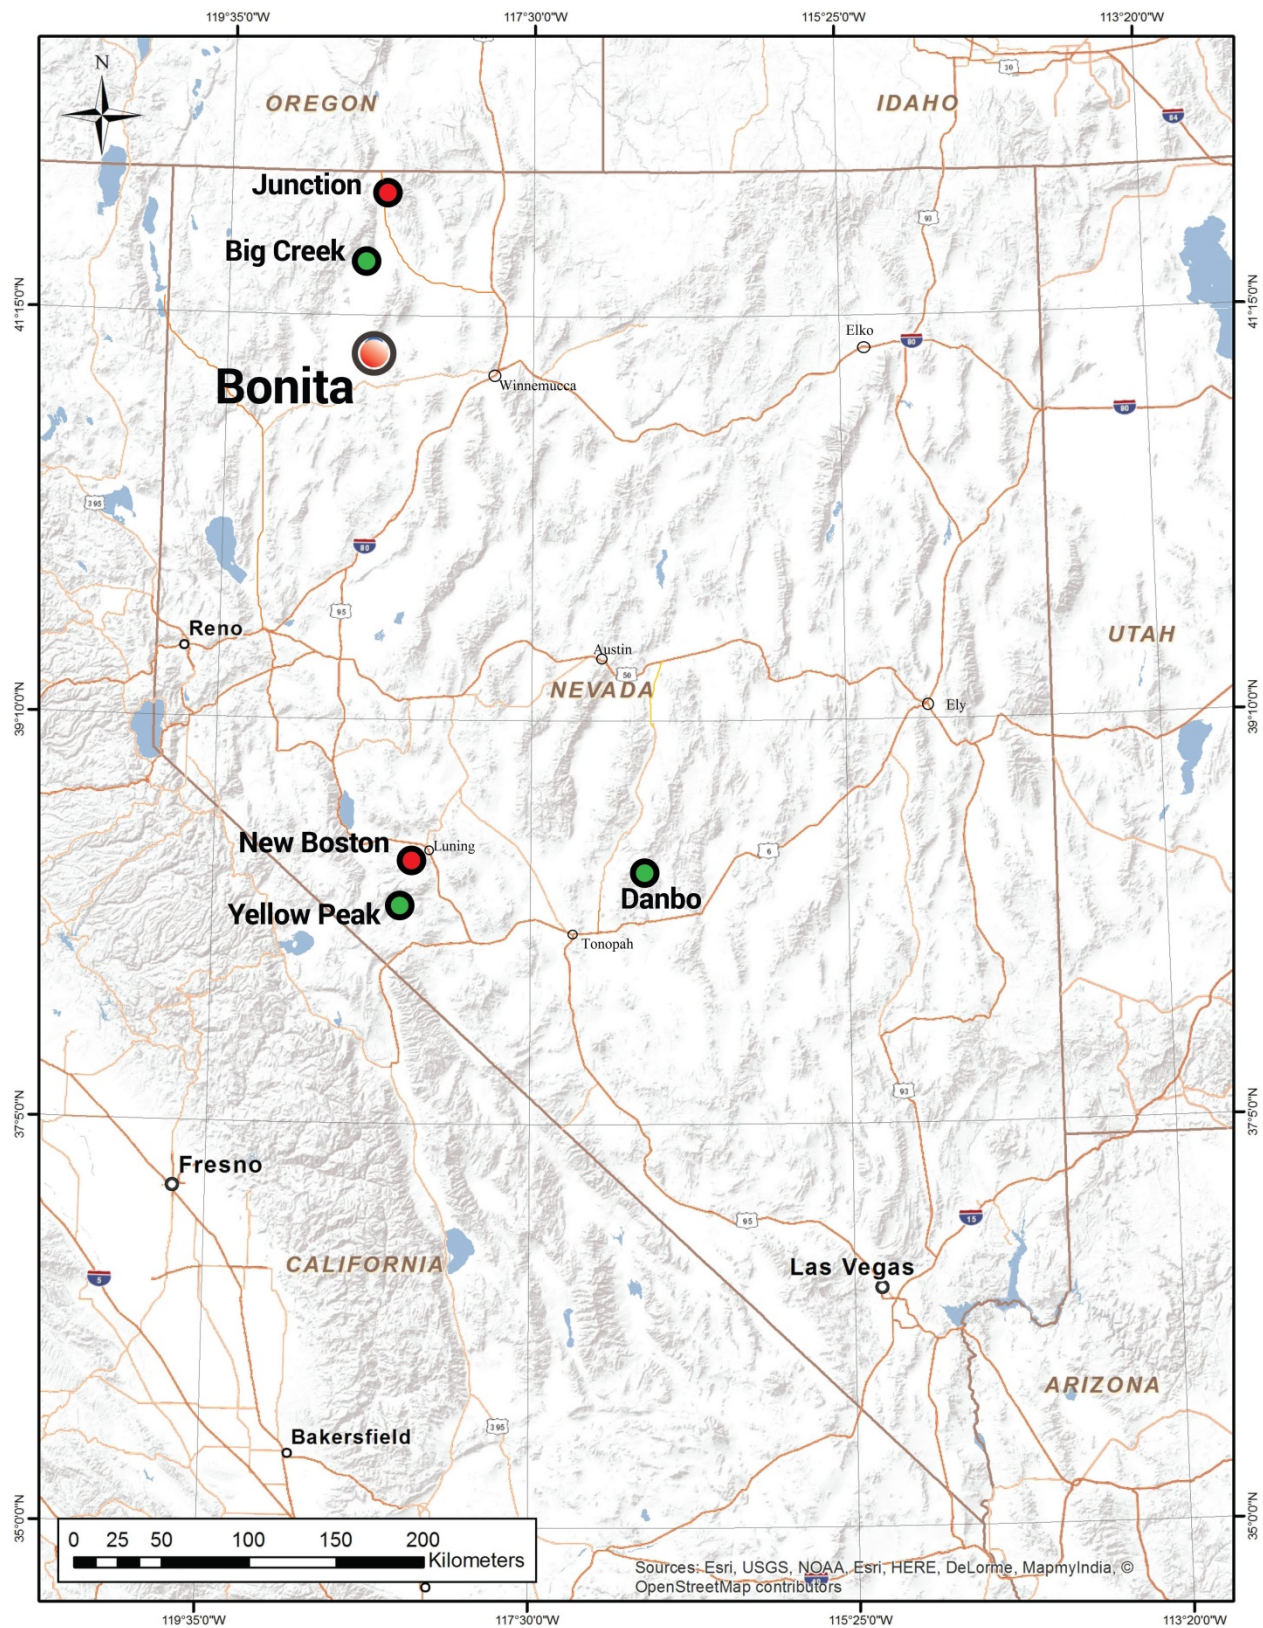 119°35'0"W
117°30'0"W
115°25'0"W
113°20'0"W
N
OREGON
IDAHO
30
84
Junction
93
Big Creek
41°15'0"N
41°15'0"N
Elko
80
Bonita
Winnemucca
80
395
80
95
Reno
UTAH
Austin
50
NEVADA
Ely
39°10'0"N
39°10'0"N
New Boston
Luning
6
Danbo
Yellow Peak
Tonopah
93
37°5'0"N
37°5'0"N
Fresno
95
15
CALIFORNIA
Las Vegas
5
ARIZONA
395
Bakersfield
35°0'0"N
35°0'0"N
0 25 50 100 150 200
Kilometers
Sources: Esri, USGS, NOAA, Esri, HERE, DeLorme, MapmyIndia, ©
OpenStreetMap contributors
119°35'0"W
117°30'0"W
115°25'0"W
113°20'0"W